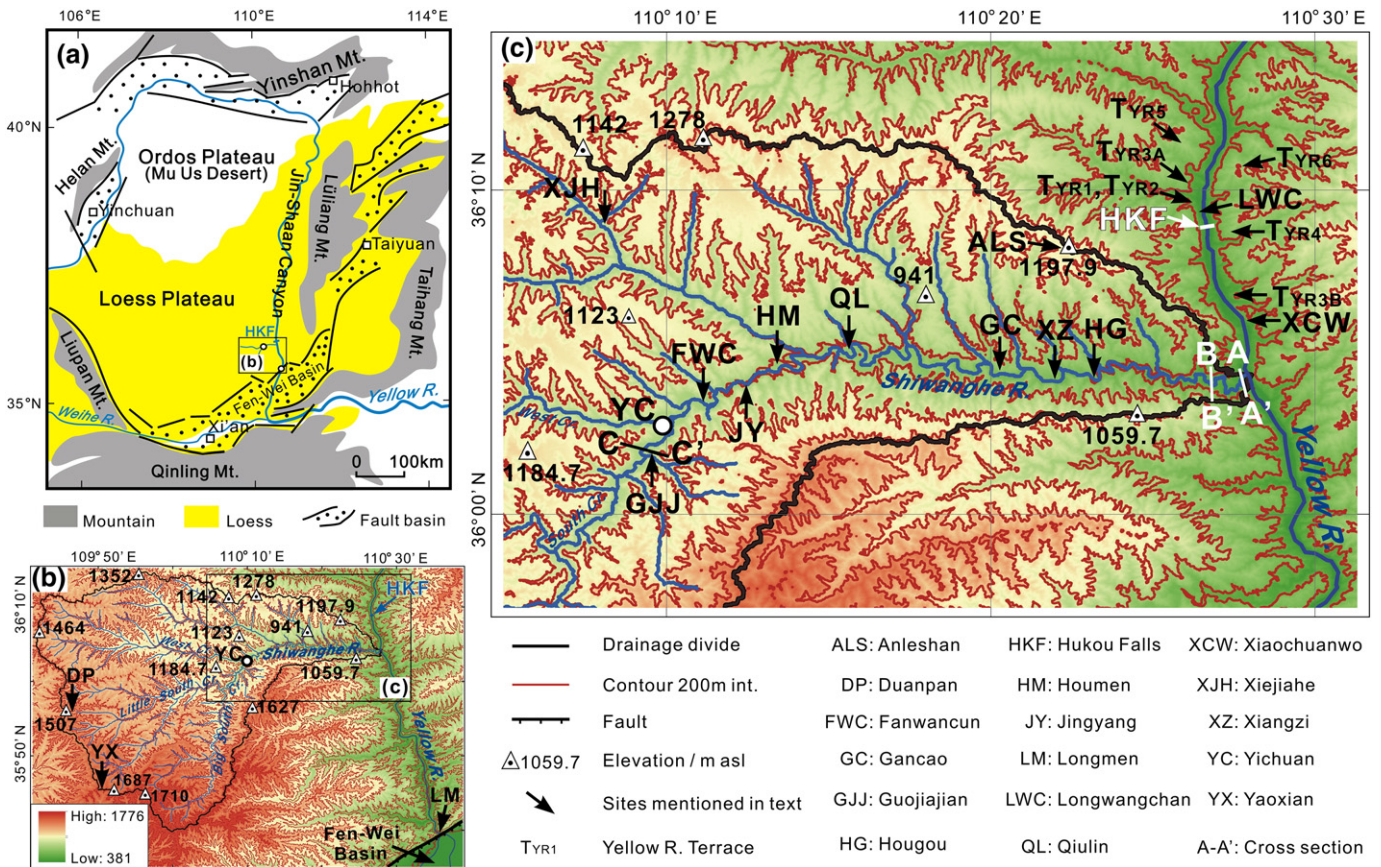 106°E
110°E
114°E
(a)
Yinshan Mt.
Hohhot
40°N
Helan Mt.
Ordos Plateau
(Mu Us Desert)
Yinchuan
Jin-Shaan Canyon
Lüliang Mt.
Taiyuan
Taihang Mt.
Loess Plateau
HKF
(b)
Liupan Mt.
Fen-Wei Basin
35°N
Weihe R.
Yellow R.
Xi'an
Qinling Mt.
0 100km
Mountain
Loess
Fault basin
109°50' E
110°10' E
110°30' E
(b)
1352
1278
1142
HKF
36°10' N
1197.9
1464
1123
941
West Cr.
YC
Shiwanghe R.
DP
1184.7
1059.7
(c)
Little South Cr.
1507
1627
Big South Cr.
Yellow R.
35°50' N
YX
1687
1710
LM
High: 1776
Low: 381
Fen-Wei
Basin
110°10' E
110°20' E
110°30' E
(c)
1142
1278
TYR5
TYR3A
TYR6
36°10' N
XJH
TYR1, TYR2
LWC
HKF
ALS
1197.9
TYR4
941
TYR3B
1123
HM
QL
GC
XZ
HG
XCW
FWC
Shiwanghe R.
B
A
YC
West Cr.
JY
B'
A'
C
C'
1059.7
1184.7
GJJ
Yellow R.
36°00' N
South Cr.
Drainage divide
ALS: Anleshan
HKF: Hukou Falls
XCW: Xiaochuanwo
Contour 200m int.
DP: Duanpan
HM: Houmen
XJH: Xiejiahe
Fault
FWC: Fanwancun
JY: Jingyang
XZ: Xiangzi
1059.7 Elevation / m asl
GC: Gancao
LM: Longmen
YC: Yichuan
Sites mentioned in text
GJJ: Guojiajian
LWC: Longwangchan
YX: Yaoxian
TYR1 Yellow R. Terrace
HG: Hougou
QL: Qiulin
A-A': Cross section